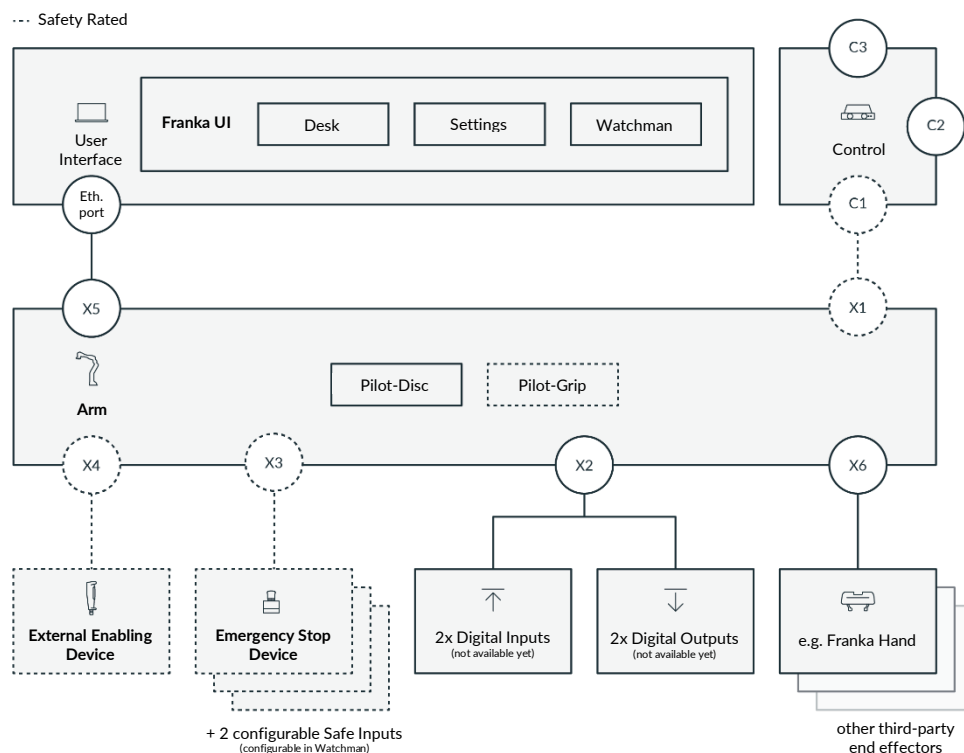 Safety Rated
C3
Franka UI
Desk
Settings
Watchman
C2
User
Interface
Control
Eth.
port
C1
X5
X1
Pilot-Disc
Pilot-Grip
Arm
X4
X3
X2
X6
External Enabling
Device
Emergency Stop
Device
2x Digital Inputs
(not available yet)
2x Digital Outputs
(not available yet)
e.g. Franka Hand
+ 2 configurable Safe Inputs
(configurable in Watchman)
other third-party
end effectors